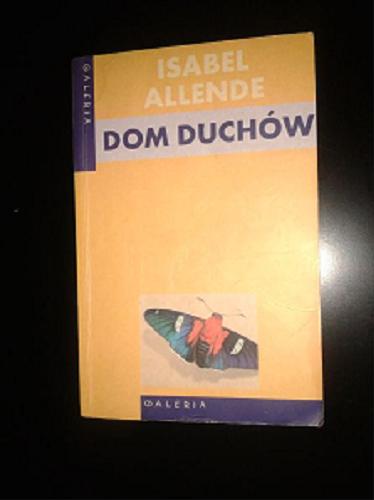 GALERIA
ISABEL
ALLENDE
DOM DUCHÓW
GALERIA